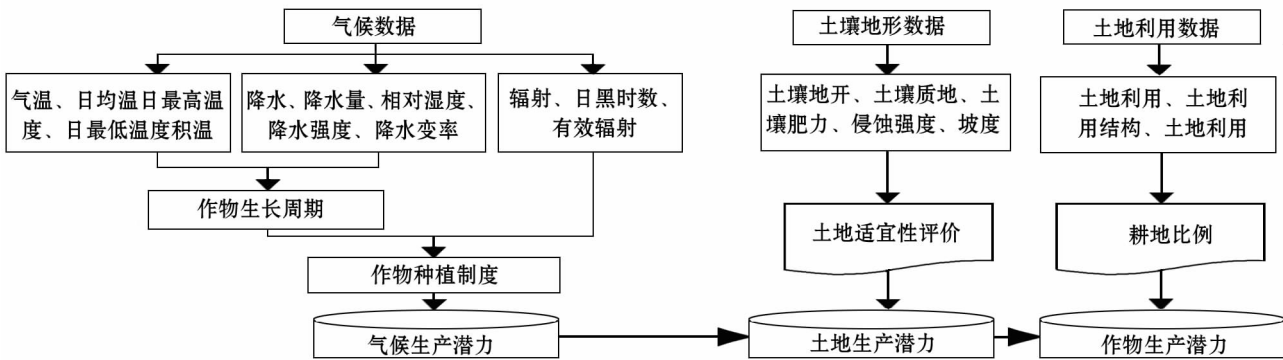 气候数据
土壤地形数据
土地利用数据
气温、日均温日最高温
度、日最低温度积温
降水、降水量、相对湿度、
降水强度、降水变率
辐射、日黑时数、
有效辐射
土壤地开、土壤质地、土
壤肥力、侵蚀强度、坡度
土地利用、土地利
用结构、土地利用
作物生长周期
土地适宜性评价
耕地比例
作物种植制度
气候生产潜力
土地生产潜力
作物生产潜力